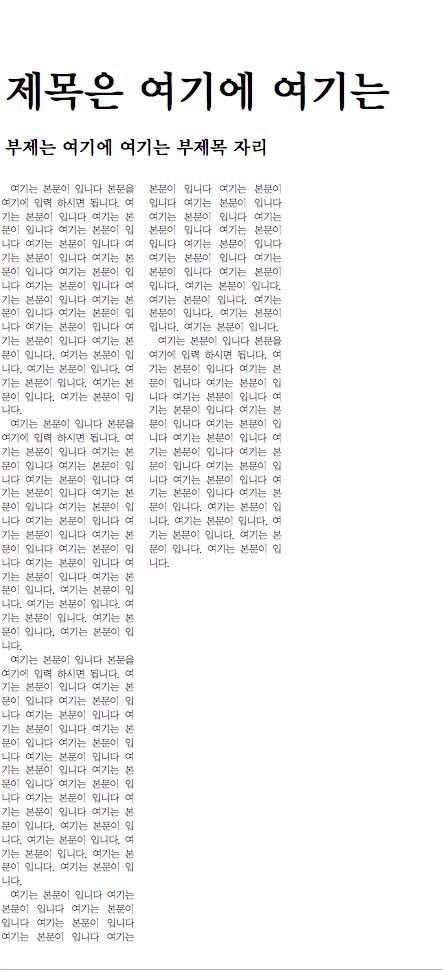 제목은 여기에 여기는
부제는 여기에 여기는 부제목 자리
여기는 본문이 입니다 본문을
여기에 입력 하시면 됩니다. 여
기는 본문이 입니다 여기는 본
문이 입니다 여기는 본문이 입
니다 여기는 본문이 입니다 여
기는 본문이 입니다 여기는 본
문이 입니다 여기는 본문이 입
니다 여기는 본문이 입니다 여
기는 본문이 입니다 여기는 본
문이 입니다 여기는 본문이 입
니다 여기는 본문이 입니다 여
기는 본문이 입니다 여기는 본
문이 입니다. 여기는 본문이 입
니다. 여기는 본문이 입니다. 여
기는 본문이 입니다. 여기는 본
문이 입니다. 여기는 본문이 입
니다.
여기는 본문이 입니다 본문을
여기에 입력 하시면 됩니다. 여
기는 본문이 입니다 여기는 본
문이 입니다 여기는 본문이 입
니다 여기는 본문이 입니다 여
기는 본문이 입니다 여기는 본
문이 입니다 여기는 본문이 입
니다 여기는 본문이 입니다 여
기는 본문이 입니다 여기는 본
문이 입니다 여기는 본문이 입
니다 여기는 본문이 입니다 여
기는 본문이 입니다 여기는 본
문이 입니다. 여기는 본문이 입
니다. 여기는 본문이 입니다. 여
기는 본문이 입니다. 여기는 본
문이 입니다. 여기는 본문이 입
니다.
여기는 본문이 입니다 본문을
여기에 입력 하시면 됩니다. 여
기는 본문이 입니다 여기는 본
문이 입니다 여기는 본문이 입
니다 여기는 본문이 입니다 여
기는 본문이 입니다 여기는 본
문이 입니다 여기는 본문이 입
니다 여기는 본문이 입니다 여
기는 본문이 입니다 여기는 본
문이 입니다 여기는 본문이 입
니다 여기는 본문이 입니다 여
기는 본문이 입니다 여기는 본
문이 입니다. 여기는 본문이 입
니다. 여기는 본문이 입니다. 여
기는 본문이 입니다. 여기는 본
문이 입니다. 여기는 본문이 입
니다.
여기는 본문이 입니다 여기는
본문이 입니다 여기는 본문이
입니다 여기는 본문이 입니다
여기는 본문이 입니다 여기는
본문이 입니다 여기는 본문이
입니다 여기는 본문이 입니다
여기는 본문이 입니다 여기는
본문이 입니다 여기는 본문이
입니다 여기는 본문이 입니다
여기는 본문이 입니다 여기는
본문이 입니다 여기는 본문이
입니다. 여기는 본문이 입니다.
여기는 본문이 입니다. 여기는
본문이 입니다. 여기는 본문이
입니다. 여기는 본문이 입니다.
여기는 본문이 입니다 본문을
여기에 입력 하시면 됩니다. 여
기는 본문이 입니다 여기는 본
문이 입니다 여기는 본문이 입
니다 여기는 본문이 입니다 여
기는 본문이 입니다 여기는 본
문이 입니다 여기는 본문이 입
니다 여기는 본문이 입니다 여
기는 본문이 입니다 여기는 본
문이 입니다 여기는 본문이 입
니다 여기는 본문이 입니다 여
기는 본문이 입니다 여기는 본
문이 입니다. 여기는 본문이 입
니다. 여기는 본문이 입니다. 여
기는 본문이 입니다. 여기는 본
문이 입니다. 여기는 본문이 입
니다.